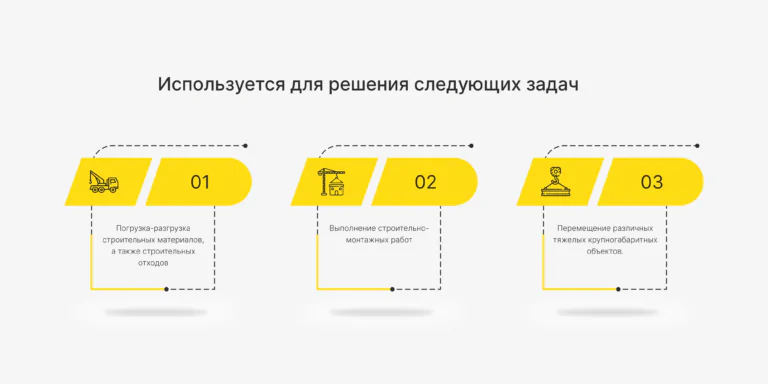 Используется для решения следующих задач
01
Погрузка-разгрузка
строительных материалов,
а также строительных
отходов
02
Выполнение строительно-
монтажных работ
03
Перемещение различных
тяжелых крупногабаритных
объектов.